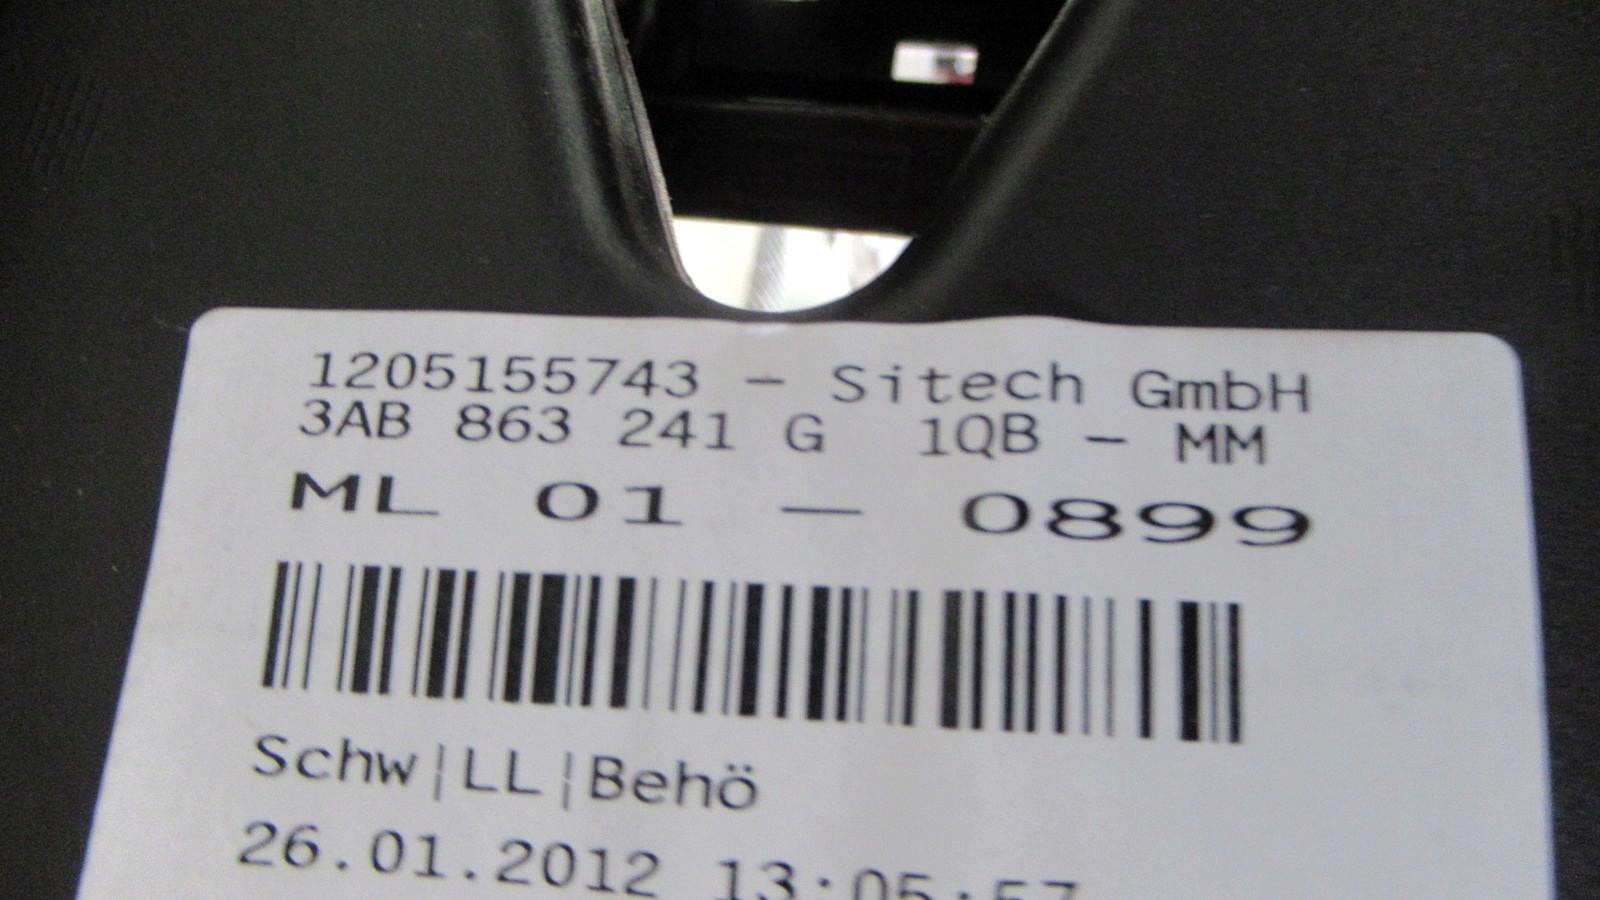 1205155743 – Sitech GmbH
3AB 863 241 G 1QB – MM
ML 01 – 0899
Schw|LL|Behö
26.01.2012 13:05:57